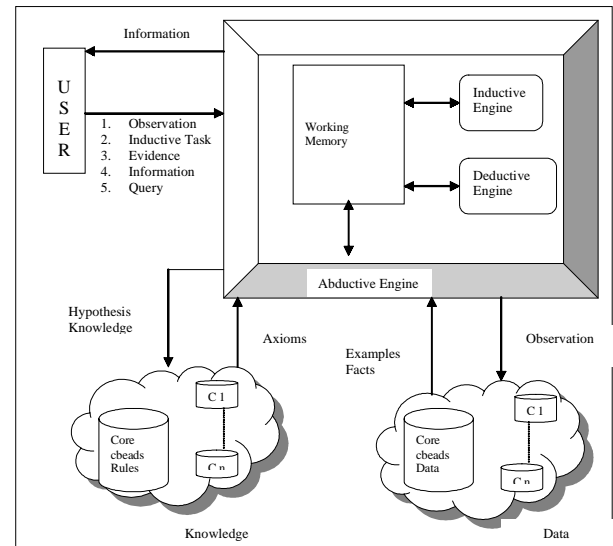 Information
U
S
E
R
1. Observation
2. Inductive Task
3. Evidence
4. Information
5. Query
Working
Memory
Inductive
Engine
Deductive
Engine
Abductive Engine
Hypothesis
Knowledge
Axioms
Examples
Facts
Observation
Core
cbeads
Rules
C 1
C n
Knowledge
Core
cbeads
Data
C 1
C n
Data